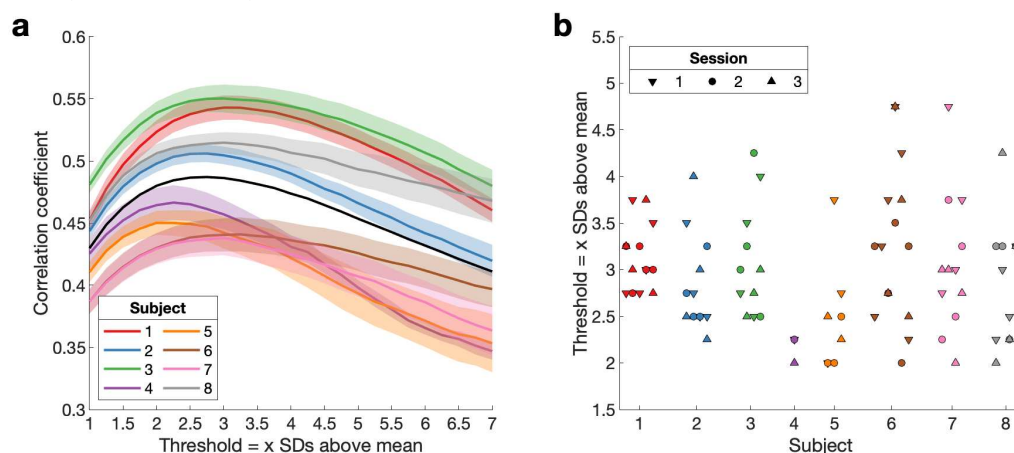 a
Correlation coefficient
0.6
0.55
0.5
0.45
0.4
0.35
0.3
Subject
1 5
2 6
3 7
4 8
1 1.5 2 2.5 3 3.5 4 4.5 5 5.5 6 6.5 7
Threshold = x SDs above mean
b
Threshold = x SDs above mean
5.5
5
4.5
4
3.5
3
2.5
2
1.5
Session
1 2 3
1 2 3 4 5 6 7 8
Subject